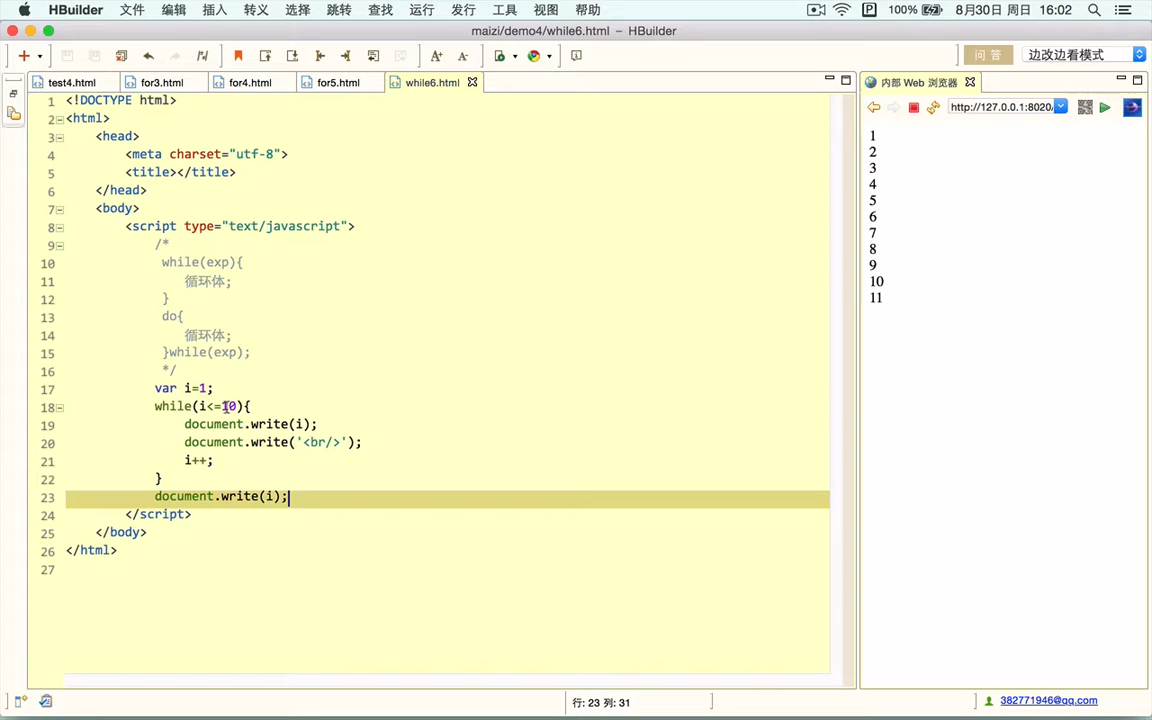 HBuilder 文件 编辑 插入 转义 选择 跳转 查找 运行 发行 工具 视图 帮助 100% 8月30日 周日 16:02
maizi/demo4/while6.html – HBuilder
A+ A- 问 答 边改边看模式
test4.html for3.html for4.html for5.html while6.html 内部 Web 浏览器
http://127.0.0.1:8020/
1 <!DOCTYPE html>
2 <html>
3 <head>
4 <meta charset="utf-8">
5 <title></title>
6 </head>
7 <body>
8 <script type="text/javascript">
9 /*
10 while(exp){
11 循环体;
12 }
13 do{
14 循环体;
15 }while(exp);
16 */
17 var i=1;
18 while(i<=10){
19 document.write(i);
20 document.write('<br/>');
21 i++;
22 }
23 document.write(i);
24 </script>
25 </body>
26 </html>
27
1
2
3
4
5
6
7
8
9
10
11
行: 23 列: 31 382771946@qq.com